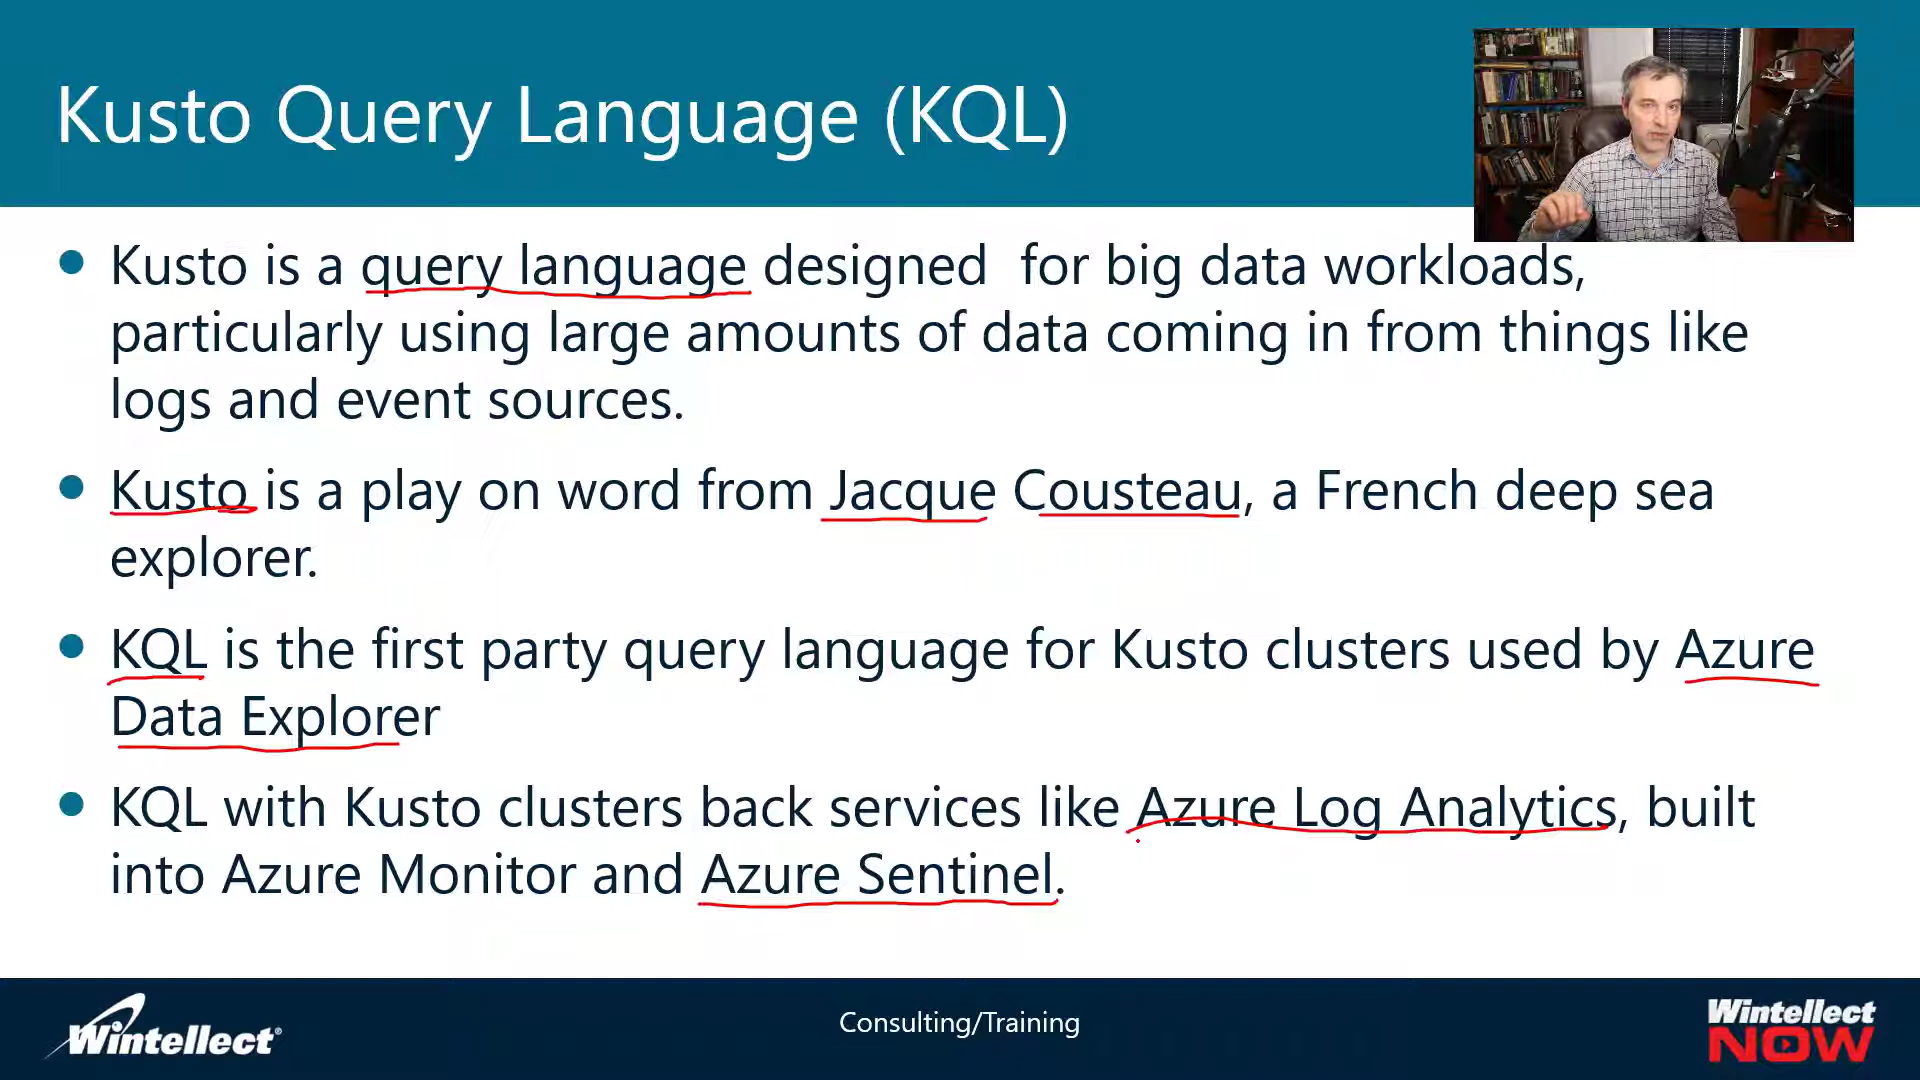 Kusto Query Language (KQL)
Kusto is a query language designed  for big data workloads,
particularly using large amounts of data coming in from things like
logs and event sources.
Kusto is a play on word from Jacque Cousteau, a French deep sea
explorer.
KQL is the first party query language for Kusto clusters used by Azure
Data Explorer
KQL with Kusto clusters back services like Azure Log Analytics, built
into Azure Monitor and Azure Sentinel.
Wintellect®
Consulting/Training
Wintellect
NOW